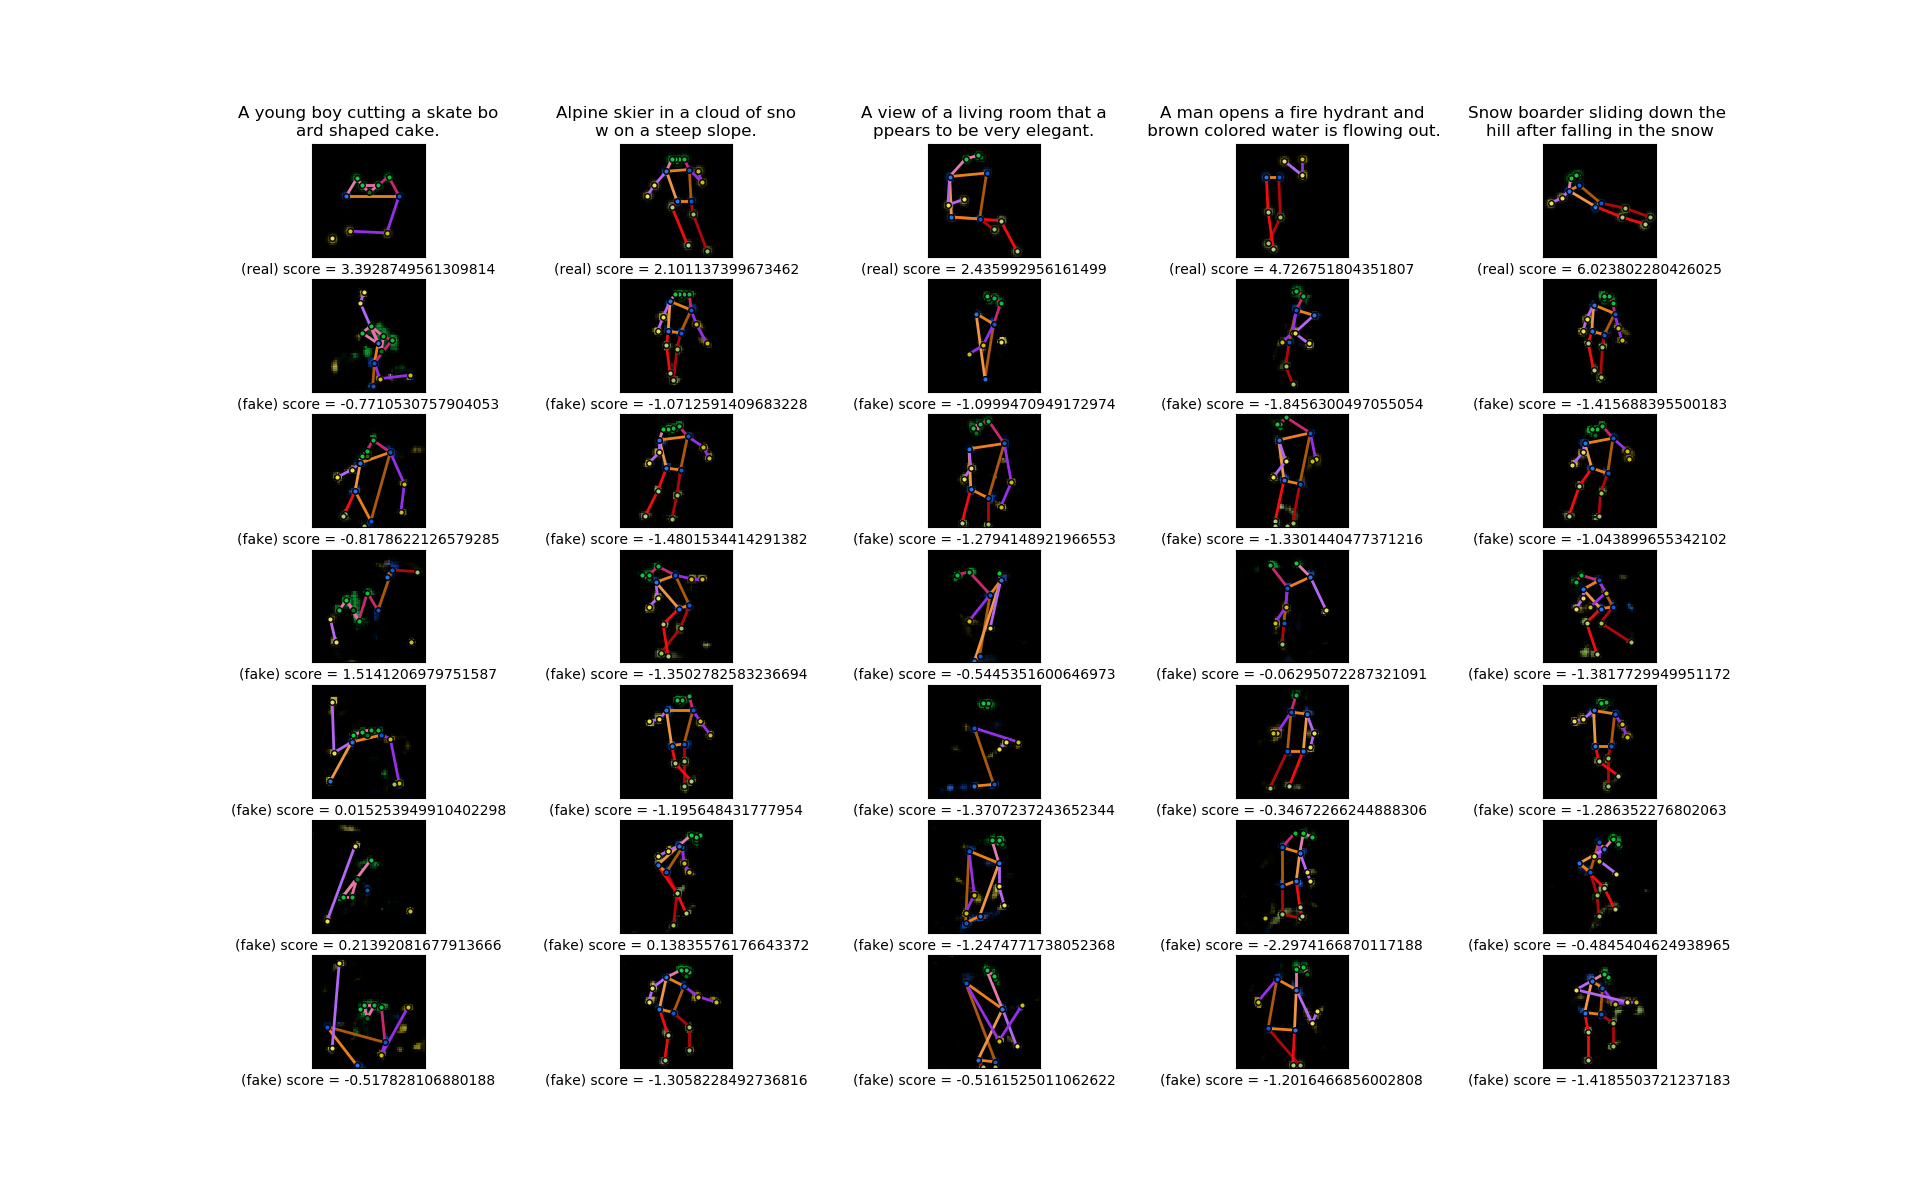 A young boy cutting a skate bo
ard shaped cake.
Alpine skier in a cloud of sno
w on a steep slope.
A view of a living room that a
ppears to be very elegant.
A man opens a fire hydrant and
brown colored water is flowing out.
Snow boarder sliding down the
hill after falling in the snow
(real) score = 3.3928749561309814
(real) score = 2.101137399673462
(real) score = 2.435992956161499
(real) score = 4.726751804351807
(real) score = 6.023802280426025
(fake) score = -0.7710530757904053
(fake) score = -1.0712591409683228
(fake) score = -1.0999470949172974
(fake) score = -1.8456300497055054
(fake) score = -1.415688395500183
(fake) score = -0.8178622126579285
(fake) score = -1.4801534414291382
(fake) score = -1.2794148921966553
(fake) score = -1.3301440477371216
(fake) score = -1.043899655342102
(fake) score = 1.5141206979751587
(fake) score = -1.3502782583236694
(fake) score = -0.5445351600646973
(fake) score = -0.06295072287321091
(fake) score = -1.3817729949951172
(fake) score = 0.015253949910402298
(fake) score = -1.195648431777954
(fake) score = -1.3707237243652344
(fake) score = -0.34672266244888306
(fake) score = -1.286352276802063
(fake) score = 0.21392081677913666
(fake) score = 0.13835576176643372
(fake) score = -1.2474771738052368
(fake) score = -2.2974166870117188
(fake) score = -0.4845404624938965
(fake) score = -0.517828106880188
(fake) score = -1.3058228492736816
(fake) score = -0.5161525011062622
(fake) score = -1.2016466856002808
(fake) score = -1.4185503721237183